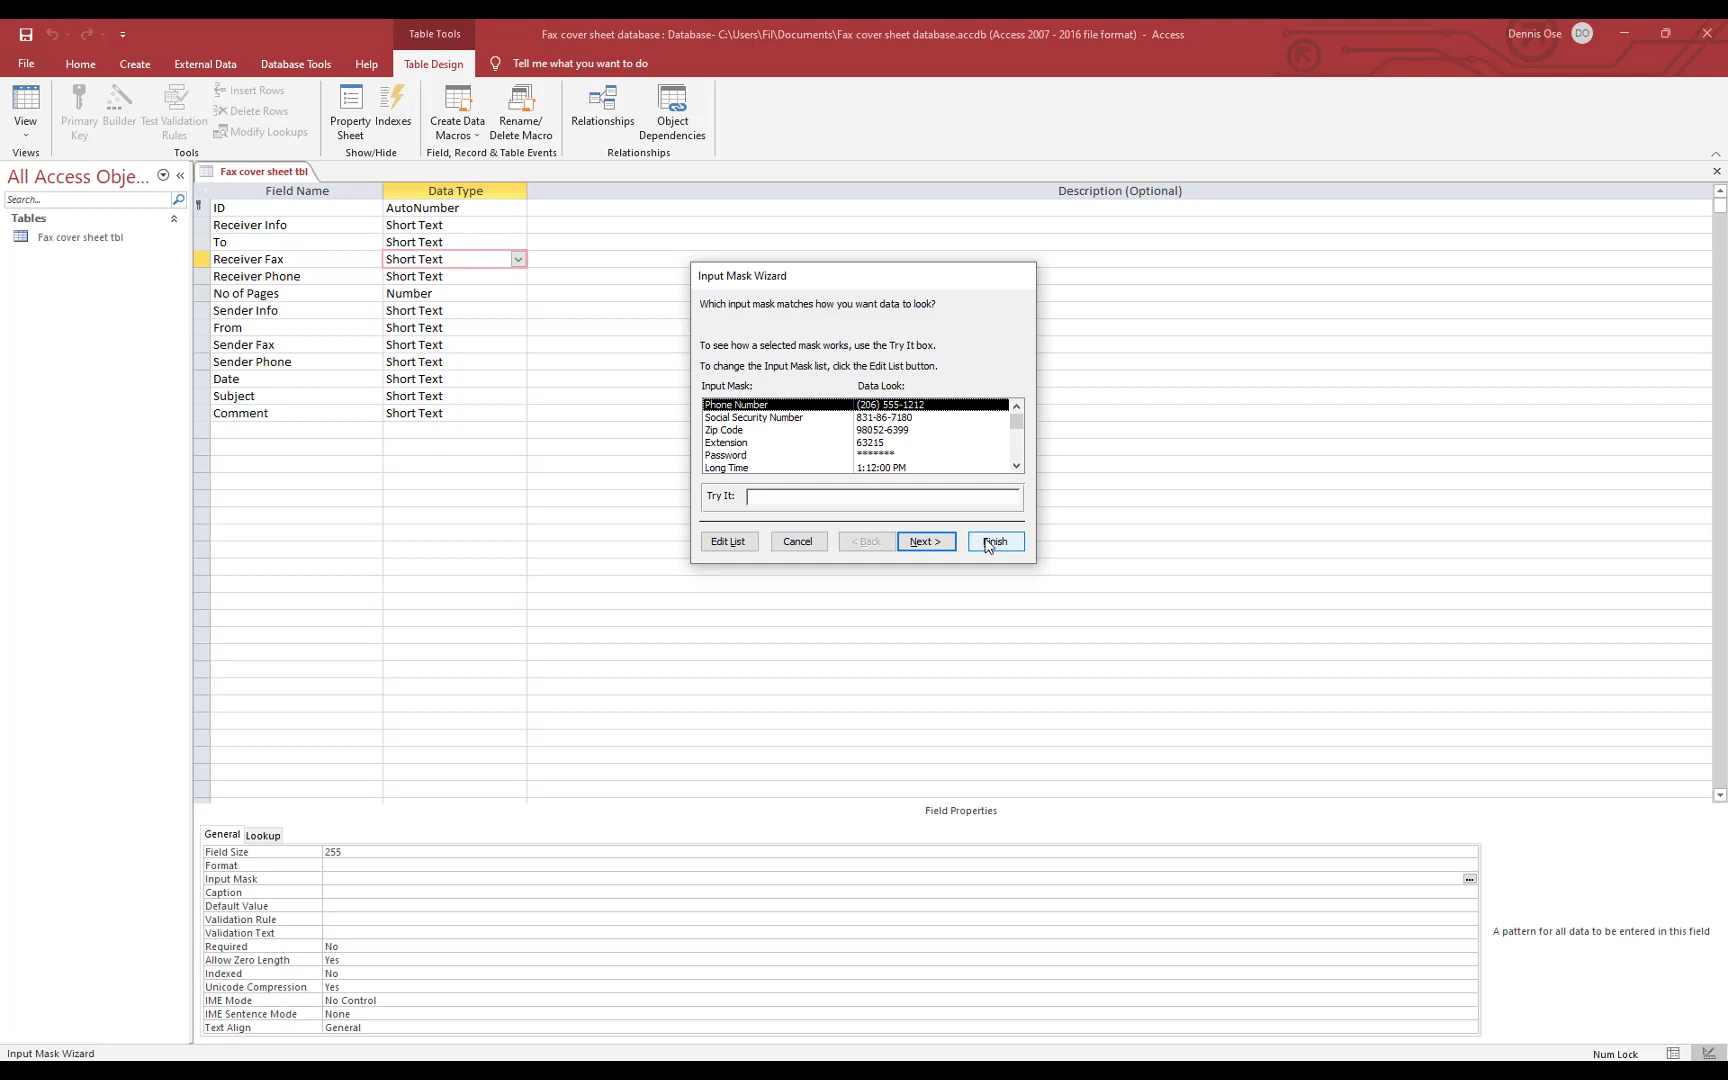 Table Tools
Fax cover sheet database : Database- C:\Users\Fil\Documents\Fax cover sheet database.accdb (Access 2007 - 2016 file format) - Access
Dennis Ose DO
File Home Create External Data Database Tools Help Table Design Tell me what you want to do
View
Primary Key
Builder
Test Validation Rules
Insert Rows
Delete Rows
Modify Lookups
Property Sheet
Indexes
Create Data Macros
Rename/ Delete Macro
Relationships
Object Dependencies
Views Tools Show/Hide Field, Record & Table Events Relationships
All Access Obje...
Search...
Tables
Fax cover sheet tbl
Fax cover sheet tbl
Field Name Data Type Description (Optional)
ID AutoNumber
Receiver Info Short Text
To Short Text
Receiver Fax Short Text
Receiver Phone Short Text
No of Pages Number
Sender Info Short Text
From Short Text
Sender Fax Short Text
Sender Phone Short Text
Date Short Text
Subject Short Text
Comment Short Text
Input Mask Wizard
Which input mask matches how you want data to look?
To see how a selected mask works, use the Try It box.
To change the Input Mask list, click the Edit List button.
Input Mask: Data Look:
Phone Number (206) 555-1212
Social Security Number 831-86-7180
Zip Code 98052-6399
Extension 63215
Password *******
Long Time 1:12:00 PM
Try It:
Edit List Cancel < Back Next > Finish
Field Properties
General Lookup
Field Size 255
Format
Input Mask ...
Caption
Default Value
Validation Rule
Validation Text
Required No
Allow Zero Length Yes
Indexed No
Unicode Compression Yes
IME Mode No Control
IME Sentence Mode None
Text Align General
A pattern for all data to be entered in this field
Input Mask Wizard
Num Lock